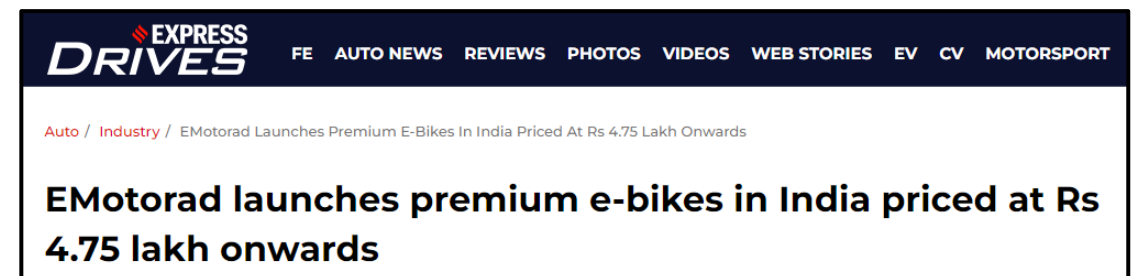 EXPRESS
DRIVES
FE AUTO NEWS REVIEWS PHOTOS VIDEOS WEB STORIES EV CV MOTORSPORT
Auto / Industry / EMotorad Launches Premium E-Bikes In India Priced At Rs 4.75 Lakh Onwards
EMotorad launches premium e-bikes in India priced at Rs
4.75 lakh onwards